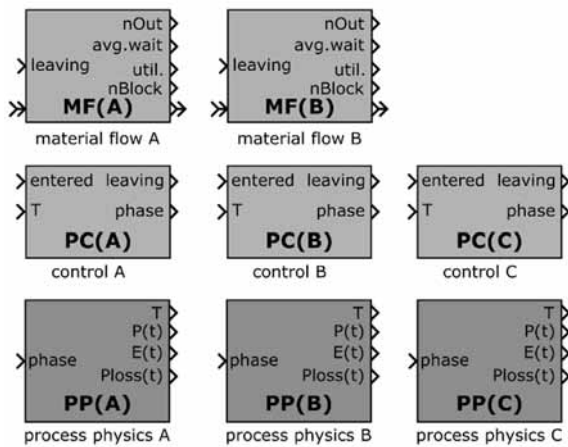 nOut nOut
avg.wait avg.wait
leaving util. leaving util.
nBlock nBlock
MF(A) MF(B)
material flow A material flow B
entered leaving entered leaving entered leaving
T phase T phase T phase
PC(A) PC(B) PC(C)
control A control B control C
T T T
P(t) P(t) P(t)
phase E(t) phase E(t) phase E(t)
Ploss(t) Ploss(t) Ploss(t)
PP(A) PP(B) PP(C)
process physics A process physics B process physics C